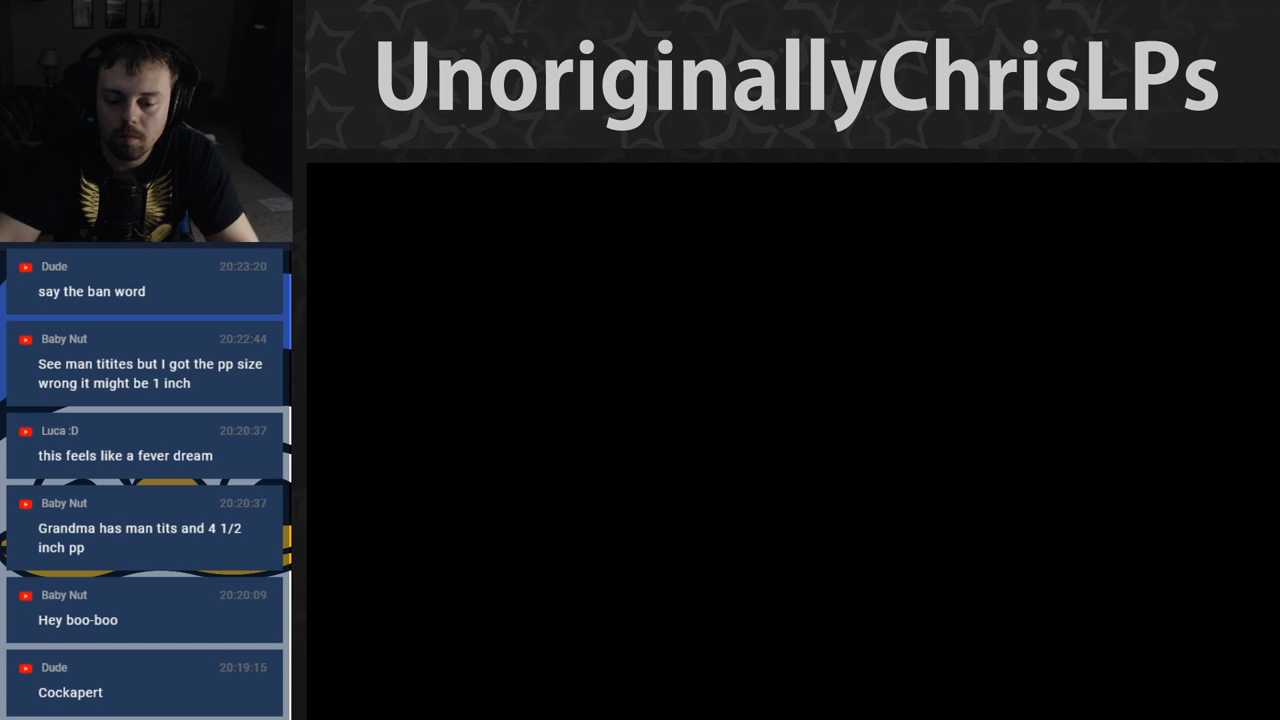 UnoriginallyChrisLPs
Dude 20:23:20
say the ban word
Baby Nut 20:22:44
See man titites but I got the pp size
wrong it might be 1 inch
Luca :D 20:20:37
this feels like a fever dream
Baby Nut 20:20:37
Grandma has man tits and 4 1/2
inch pp
Baby Nut 20:20:09
Hey boo-boo
Dude 20:19:15
Cockapert